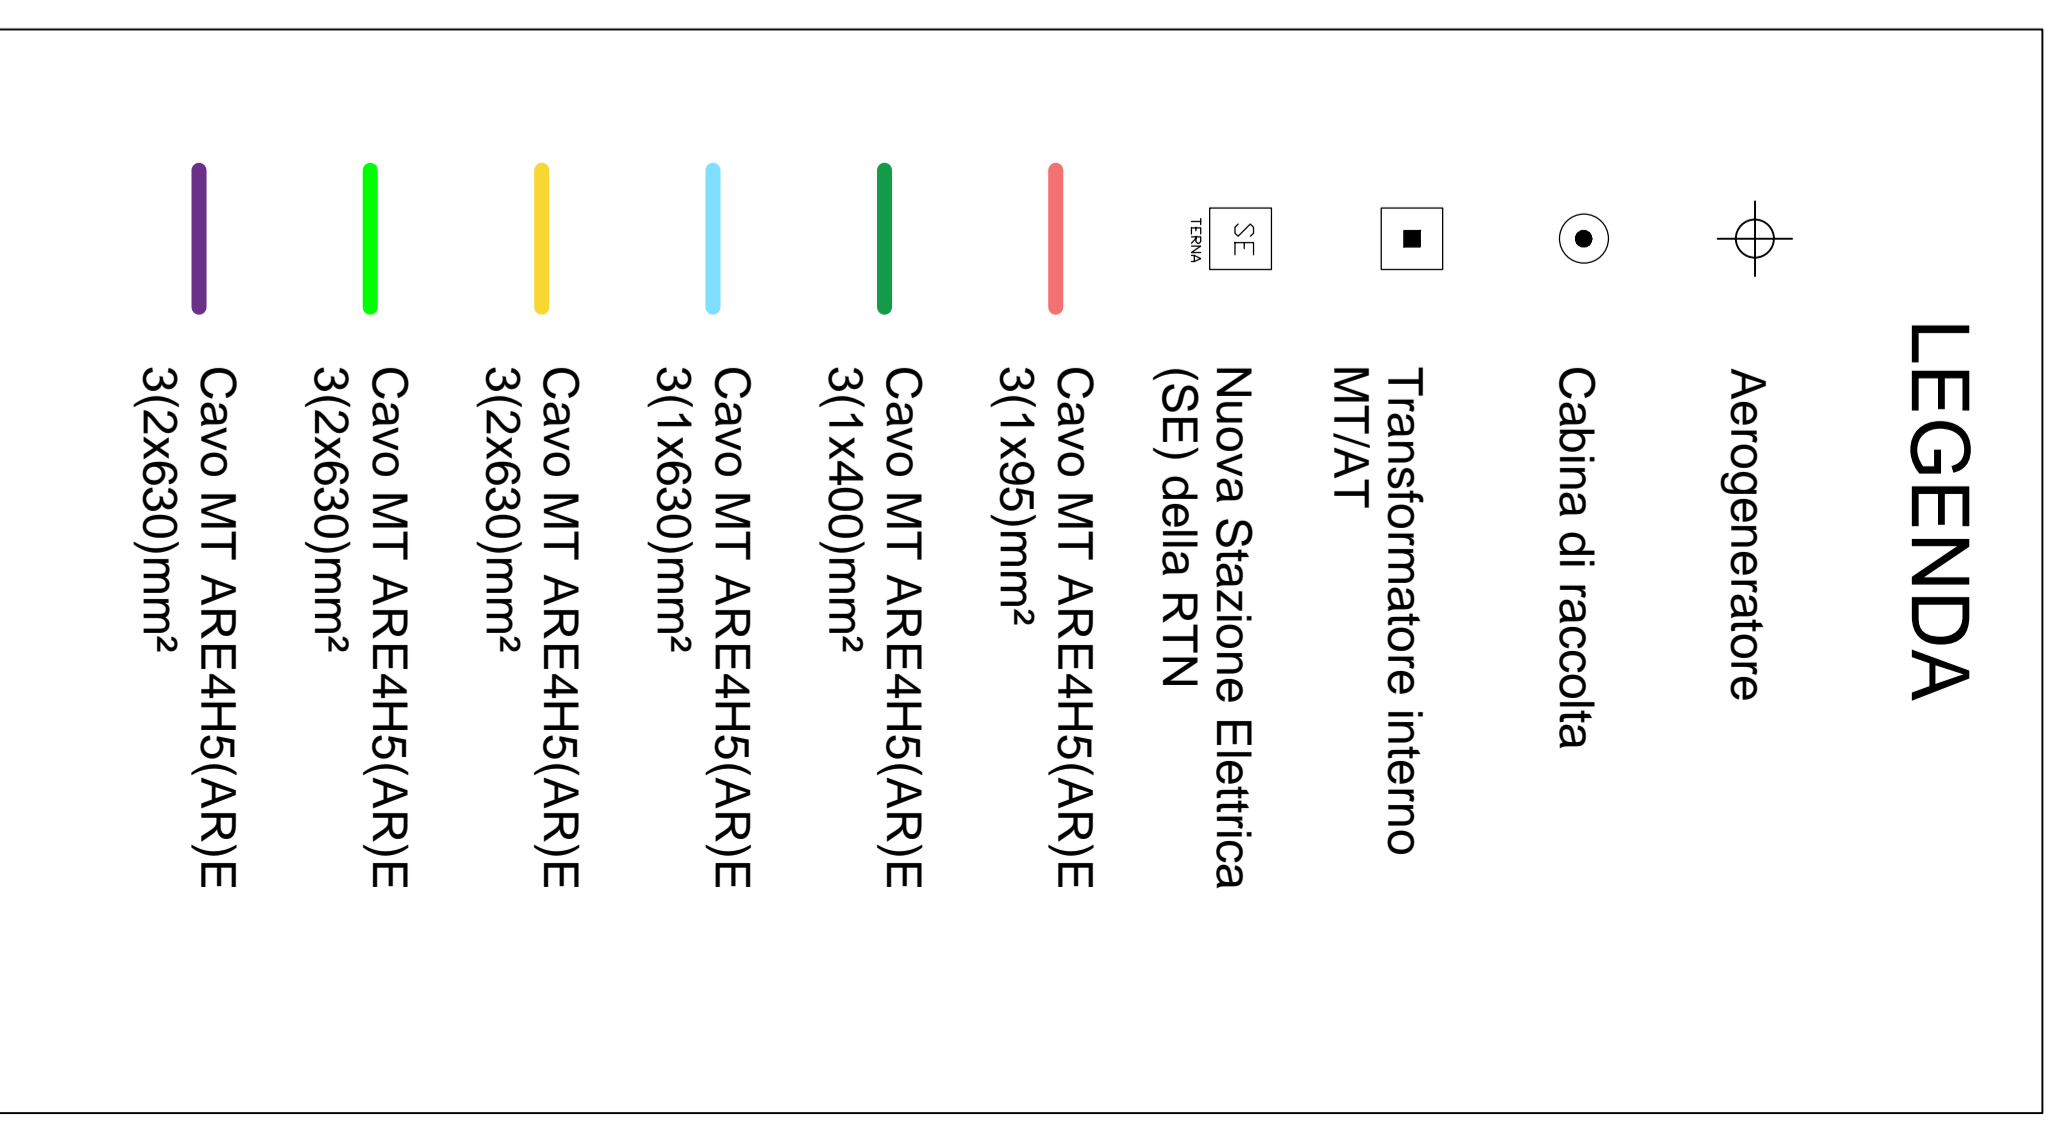 LEGENDA
Aerogeneratore
Cabina di raccolta
Transformatore interno
MT/AT
SE
TERNA
Nuova Stazione Elettrica
(SE) della RTN
Cavo MT ARE4H5(AR)E
3(1x95)mm²
Cavo MT ARE4H5(AR)E
3(1x400)mm²
Cavo MT ARE4H5(AR)E
3(1x630)mm²
Cavo MT ARE4H5(AR)E
3(2x630)mm²
Cavo MT ARE4H5(AR)E
3(2x630)mm²
Cavo MT ARE4H5(AR)E
3(2x630)mm²